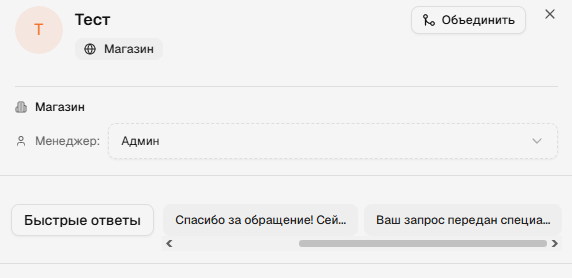 Т
Тест
Объединить
Магазин
Магазин
Менеджер:
Админ
Быстрые ответы
Спасибо за обращение! Сей...
Ваш запрос передан специа...